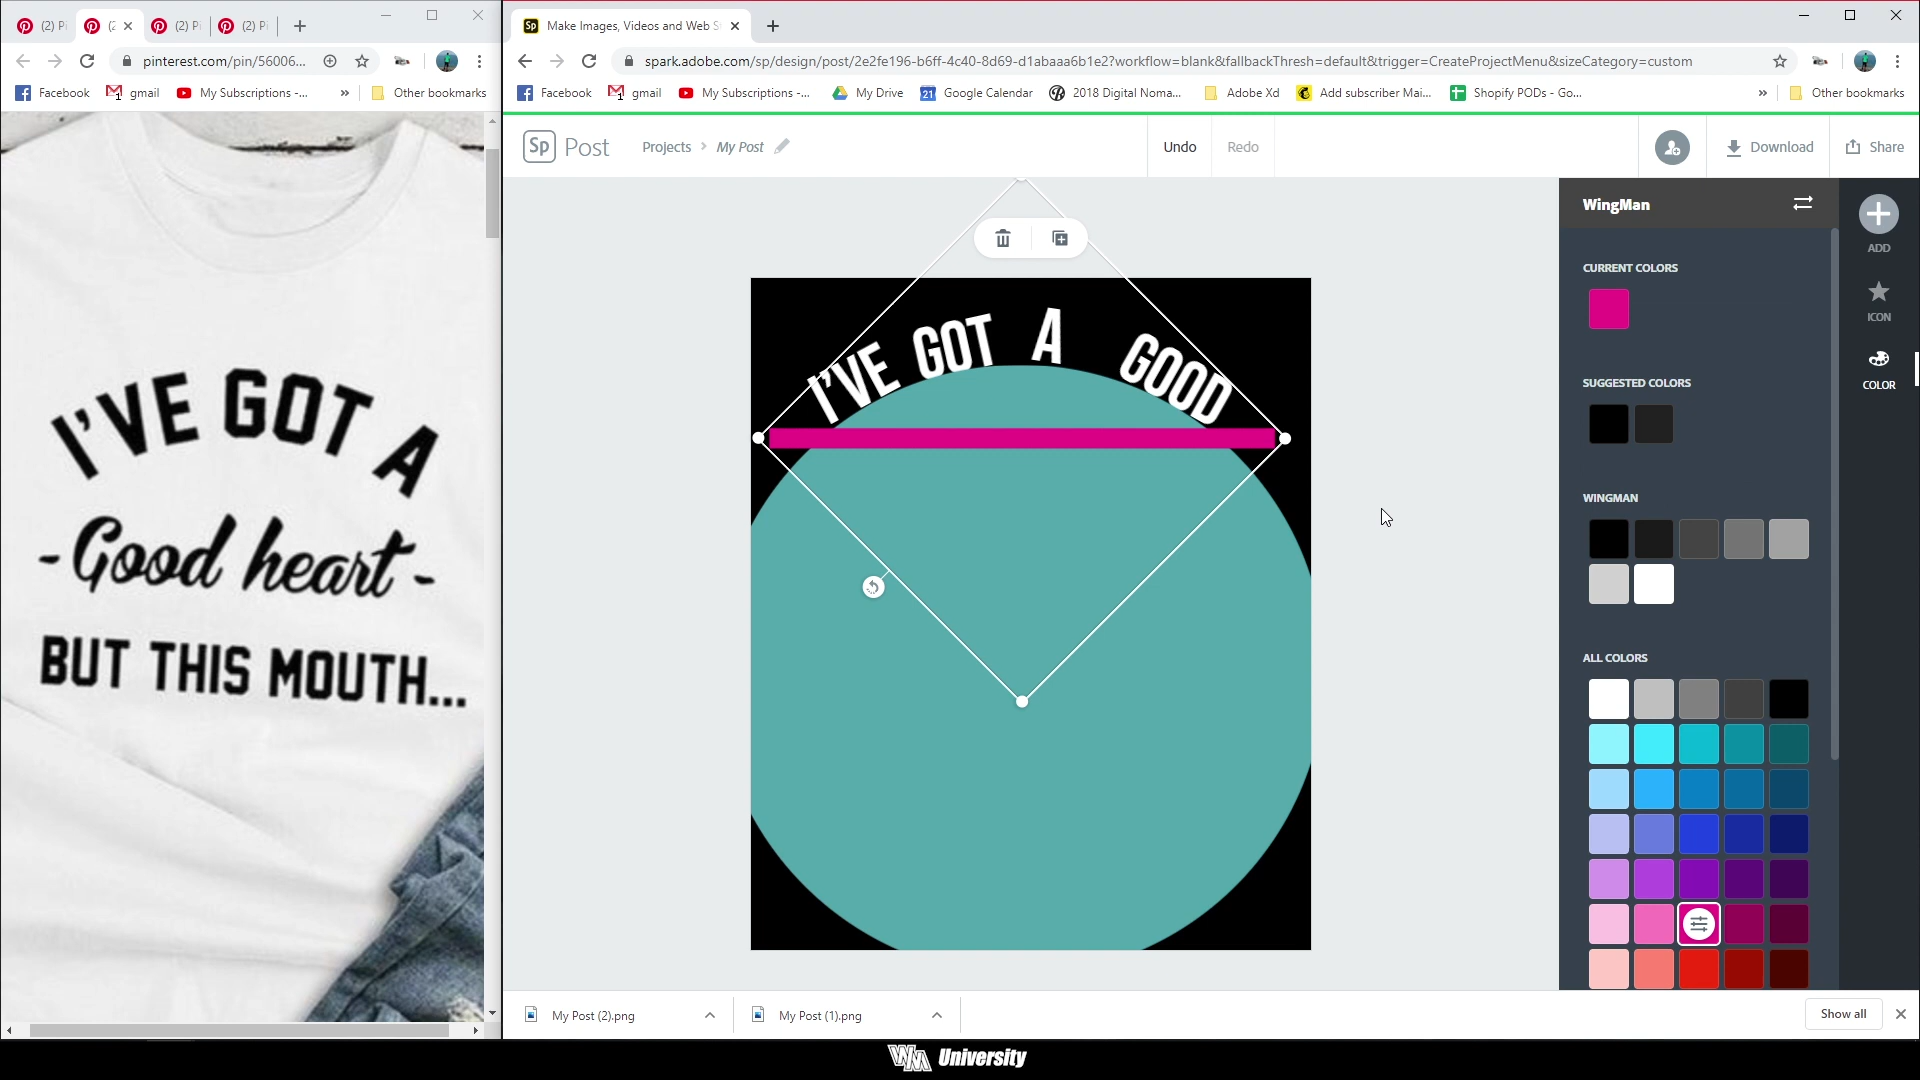 (2) P
(2
(2) Pi
(2) Pi
pinterest.com/pin/56006...
Facebook
gmail
My Subscriptions -...
»
Other bookmarks
I'VE GOT A
- Good heart -
BUT THIS MOUTH...
Sp
Make Images, Videos and Web S
spark.adobe.com/sp/design/post/2e2fe196-b6ff-4c40-8d69-d1abaaa6b1e2?workflow=blank&fallbackThresh=default&trigger=CreateProjectMenu&sizeCategory=custom
Facebook
gmail
My Subscriptions -...
My Drive
Google Calendar
2018 Digital Noma...
Adobe Xd
Add subscriber Mai...
Shopify PODs - Go...
»
Other bookmarks
Sp Post
Projects > My Post
Undo
Redo
Download
Share
I'VE GOT A GOOD
WingMan
CURRENT COLORS
SUGGESTED COLORS
WINGMAN
ALL COLORS
ADD
ICON
COLOR
My Post (2).png
My Post (1).png
Show all
WM University